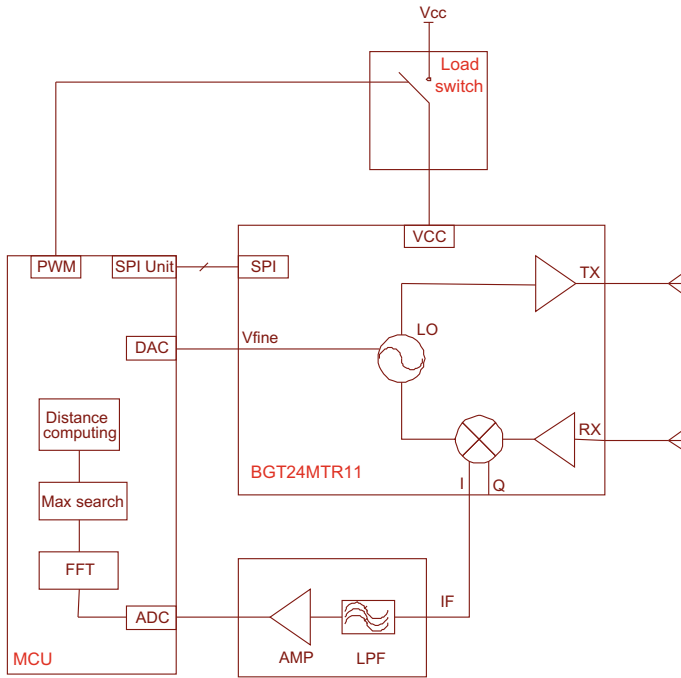 Vcc
Load
switch
VCC
PWM
SPI Unit
SPI
TX
DAC
Vfine
LO
Distance
computing
RX
BGT24MTR11
I
Q
Max search
FFT
IF
ADC
AMP
LPF
MCU